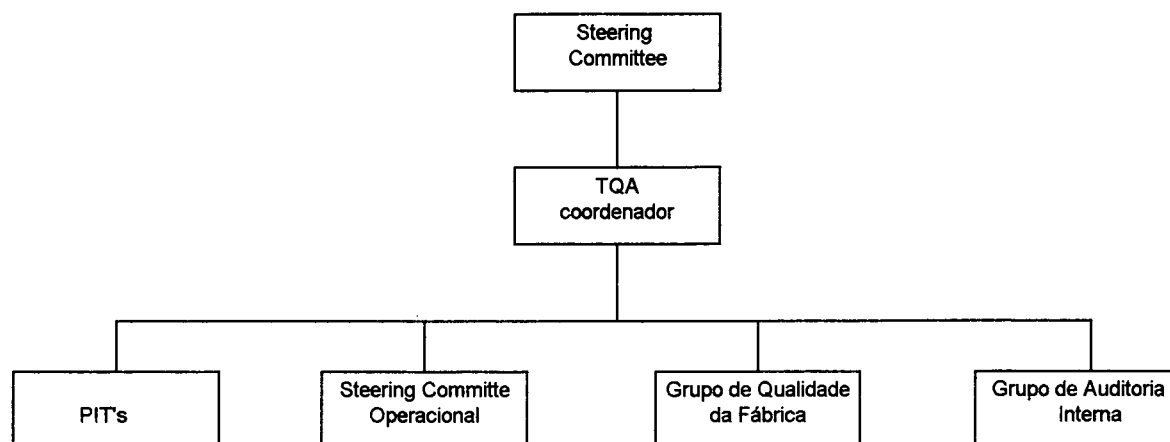 Steering
Committee
TQA
coordenador
PIT's
Steering Committe
Operacional
Grupo de Qualidade
da Fábrica
Grupo de Auditoria
Interna